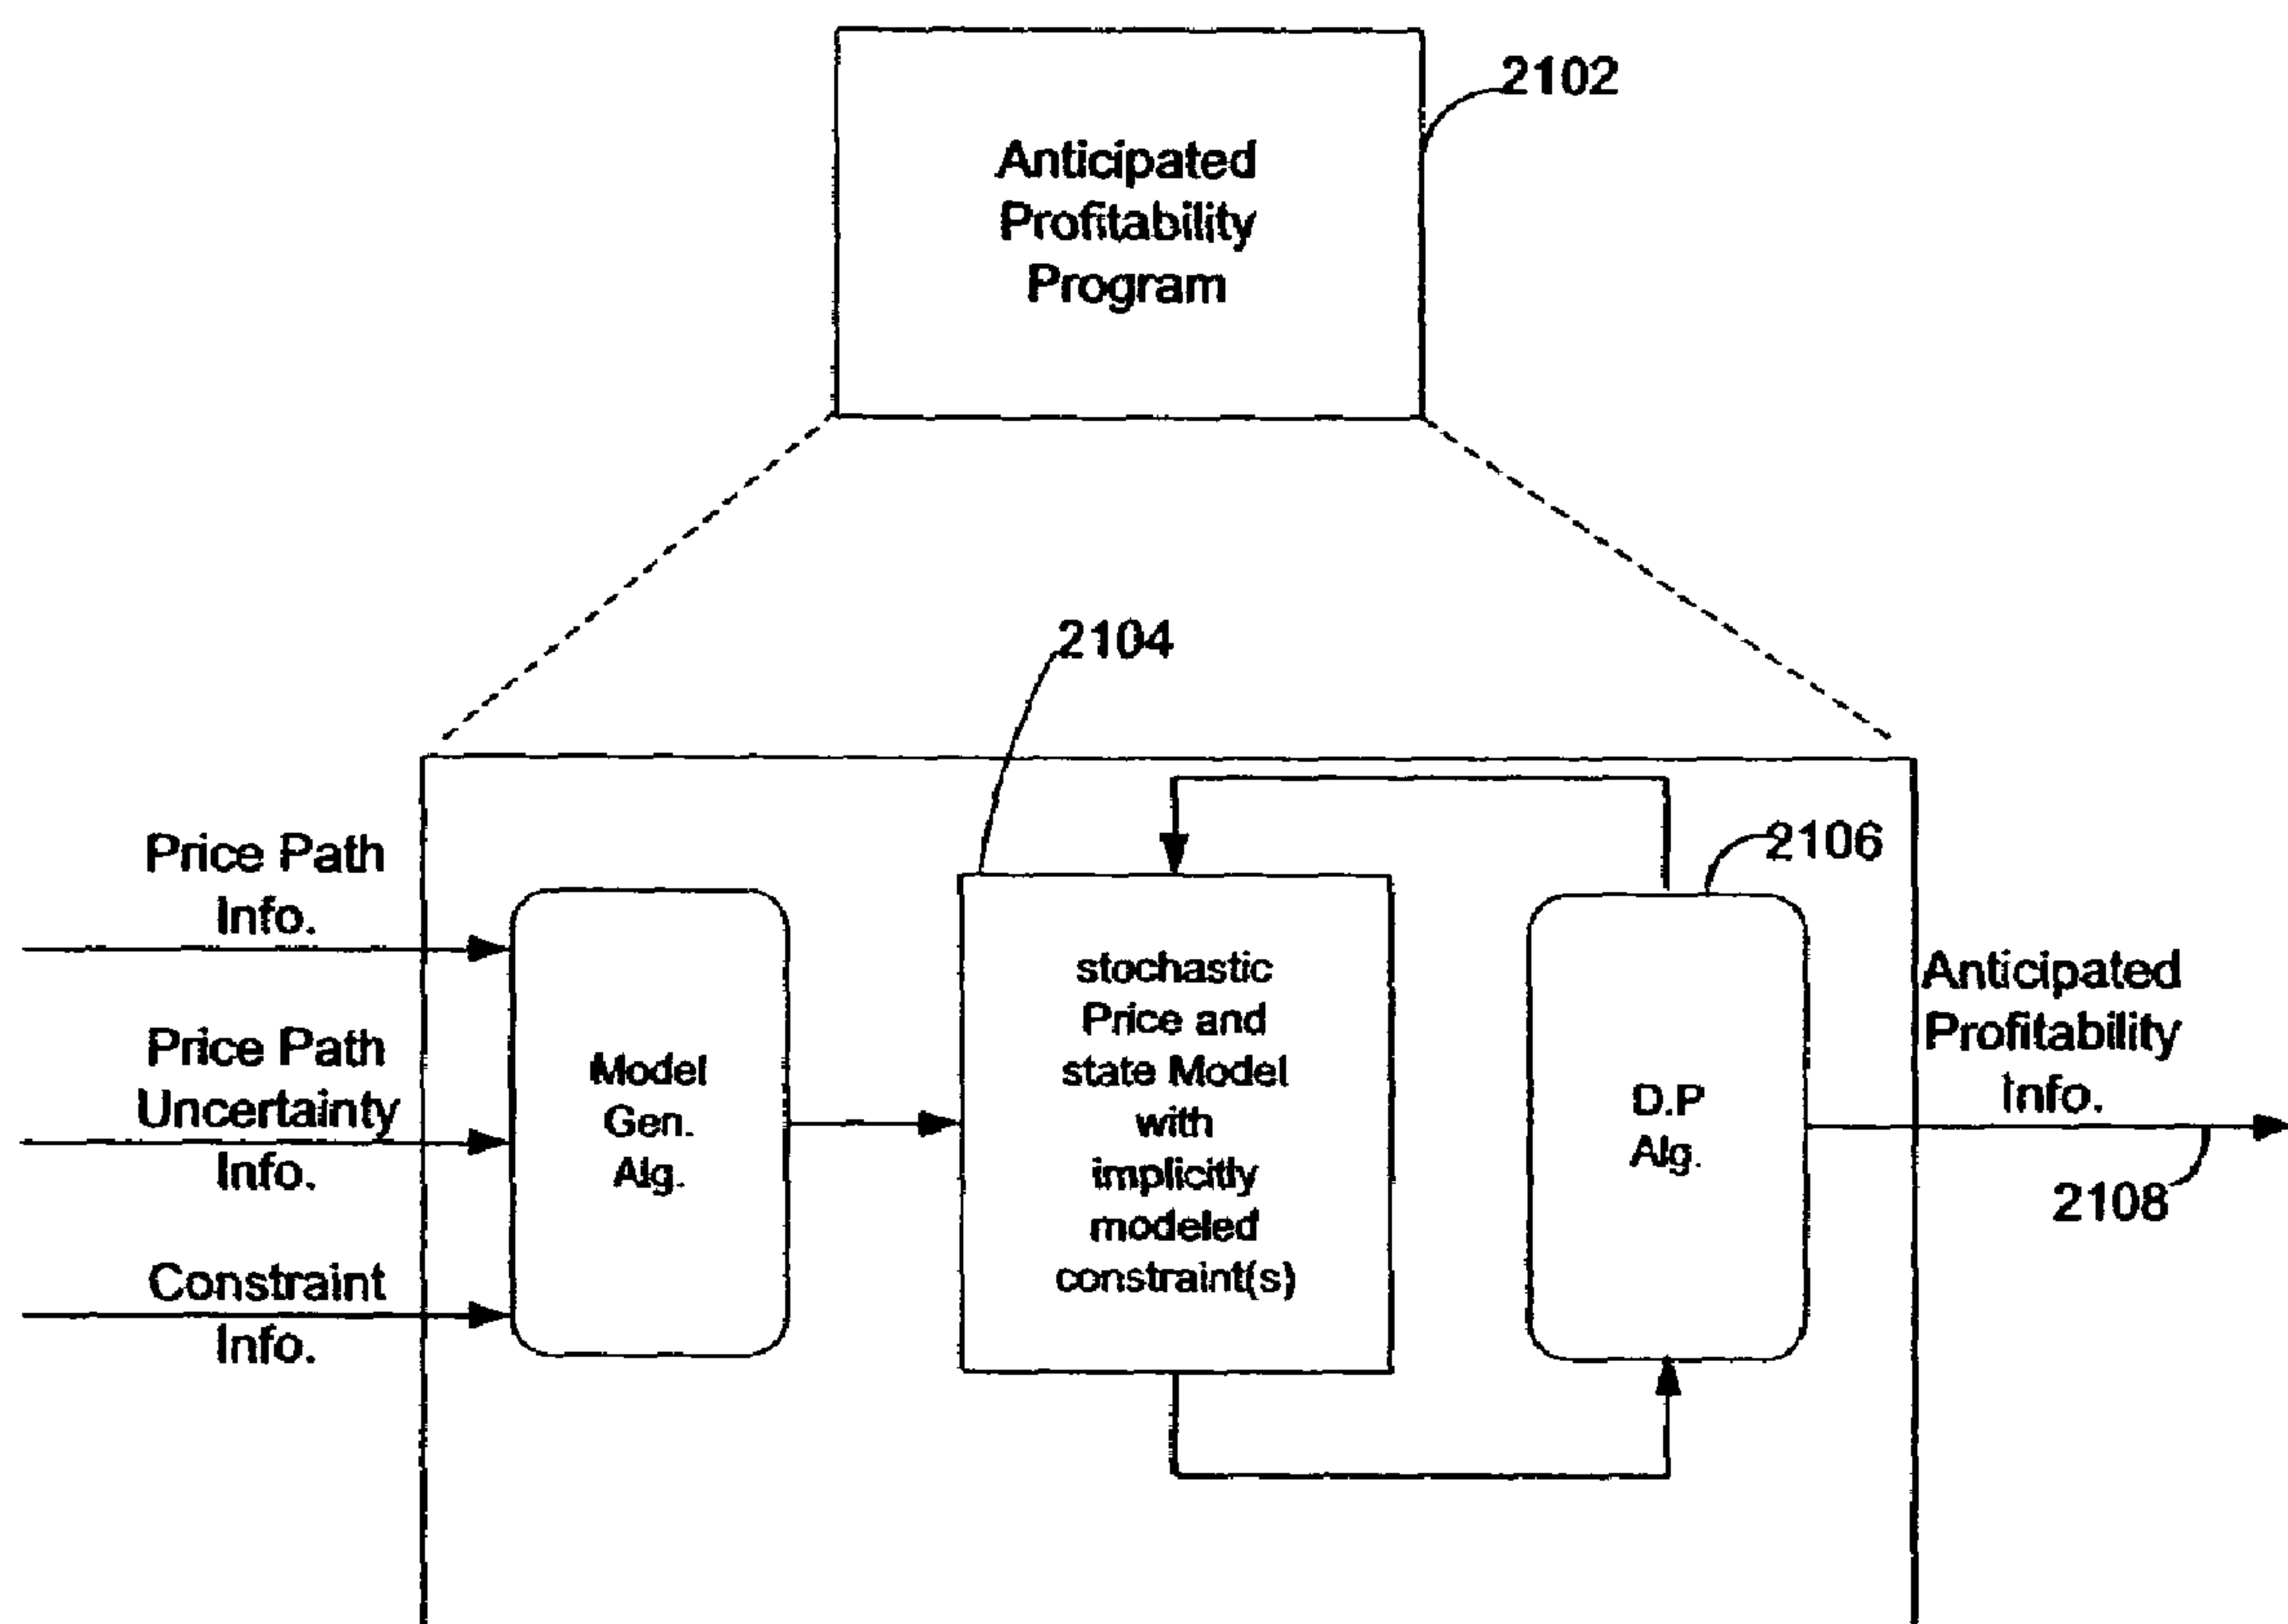 2102
Anticipated
Profitability
Program
2104
2106
Price Path
Info.
Price Path
Uncertainty
Info.
Constraint
Info.
Model
Gen.
Alg.
stochastic
Price and
state Model
with
implicitly
modeled
constraint(s)
D.P
Alg.
Anticipated
Profitability
Info.
2108